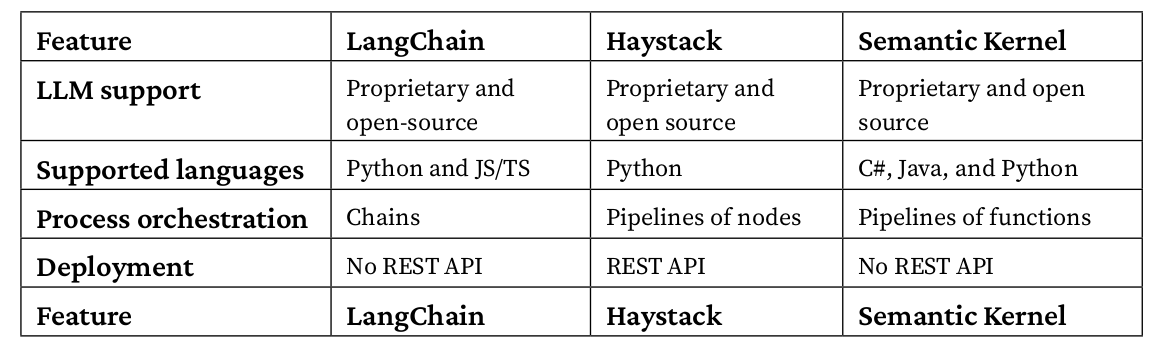 Feature LangChain Haystack Semantic Kernel
LLM support Proprietary and Proprietary and Proprietary and open
open-source open source source
Supported languages Python and JS/TS Python C#, Java, and Python
Process orchestration Chains Pipelines of nodes Pipelines of functions
Deployment No REST API REST API No REST API
Feature LangChain Haystack Semantic Kernel